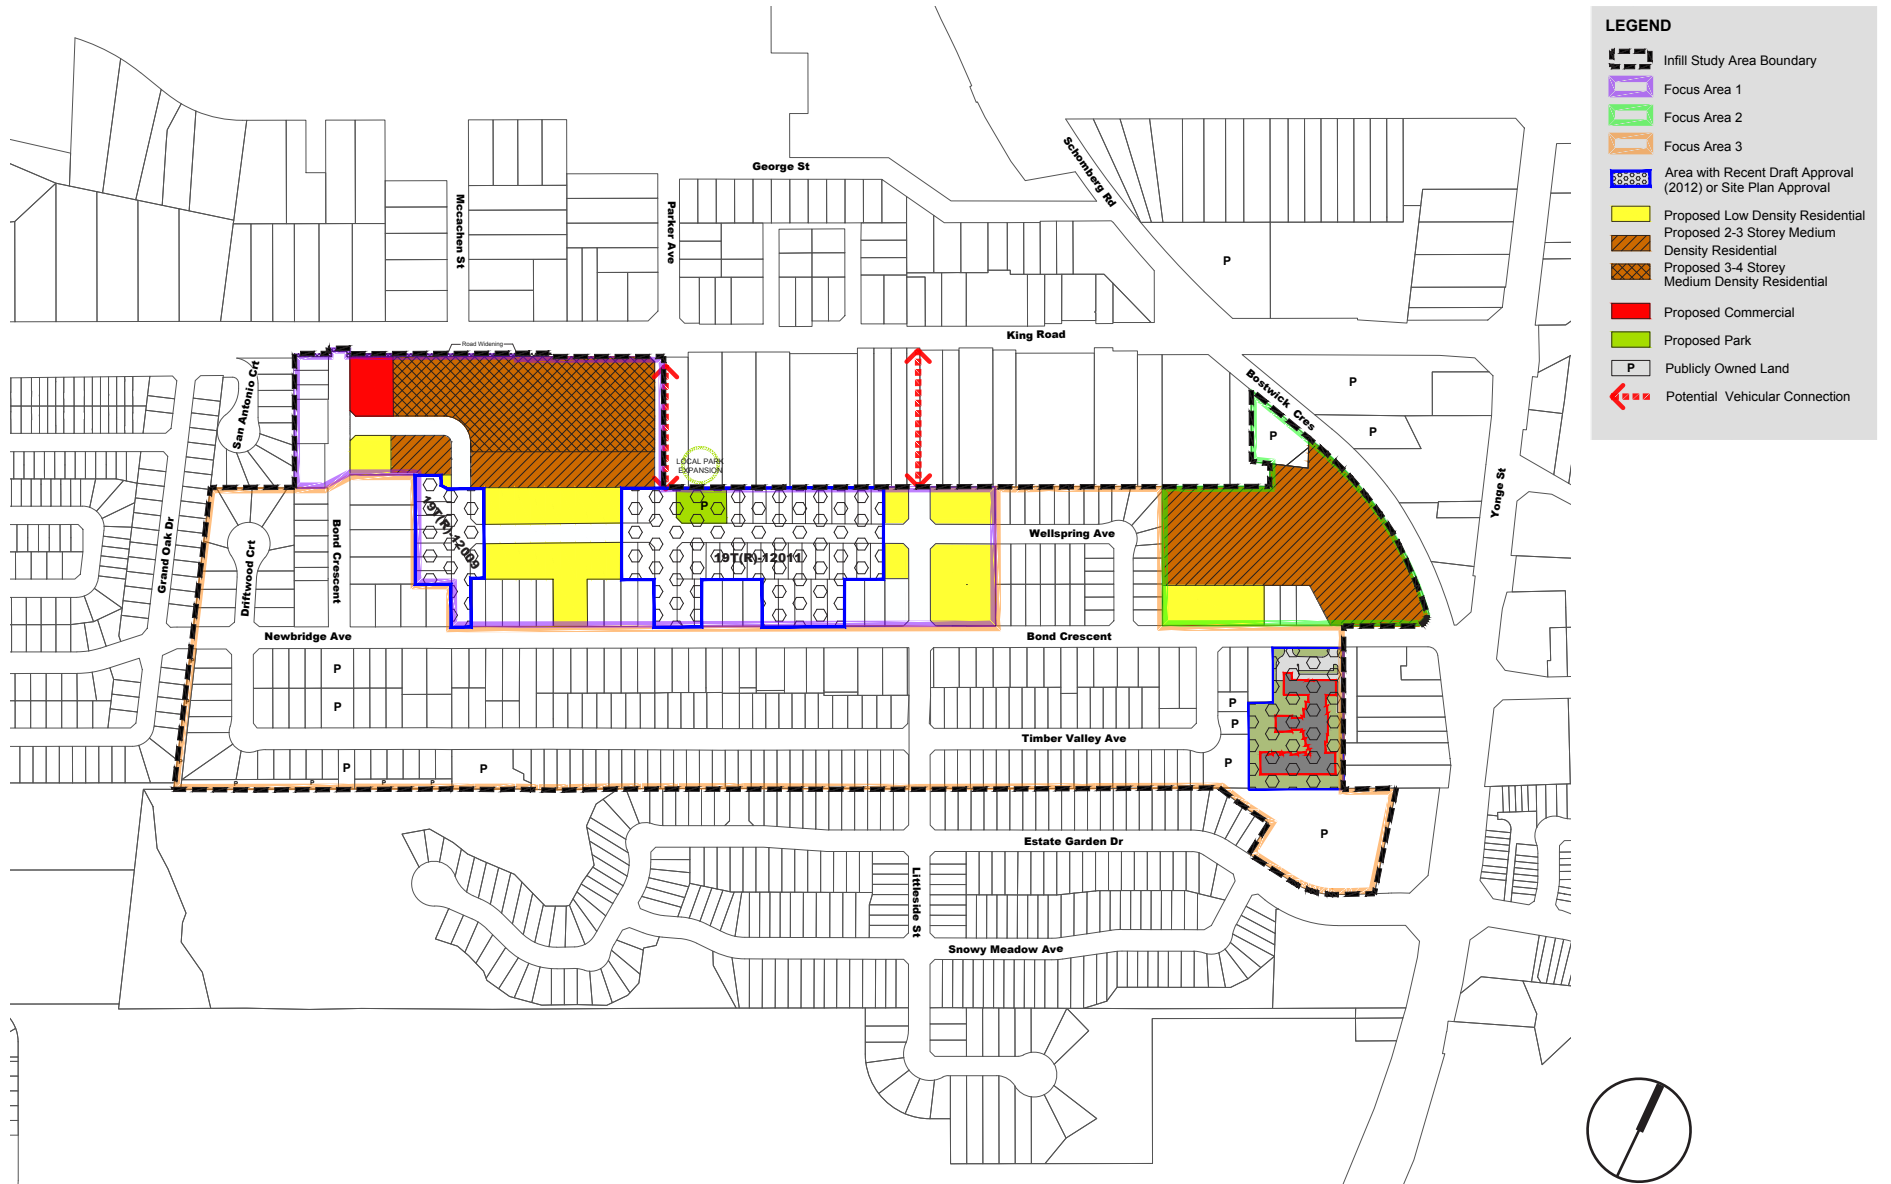 LEGEND
Infill Study Area Boundary
Focus Area 1
Focus Area 2
Focus Area 3
Area with Recent Draft Approval
(2012) or Site Plan Approval
Proposed Low Density Residential
Proposed 2-3 Storey Medium
Density Residential
Proposed 3-4 Storey
Medium Density Residential
Proposed Commercial
Proposed Park
P Publicly Owned Land
Potential Vehicular Connection
George St
Schomberg Rd
Mccachen St
Parker Ave
P
King Road
Road Widening
San Antonio Crt
Bostwick Cres
P
P
P
LOCAL PARK
EXPANSION
Yonge St
P
19T(R)-12009
19T(R)-12011
Wellspring Ave
Grand Oak Dr
Driftwood Crt
Bond Crescent
Newbridge Ave
Bond Crescent
P
P
P
P
Timber Valley Ave
P
P
P
P
P
P
P
P
Estate Garden Dr
Littleside St
Snowy Meadow Ave